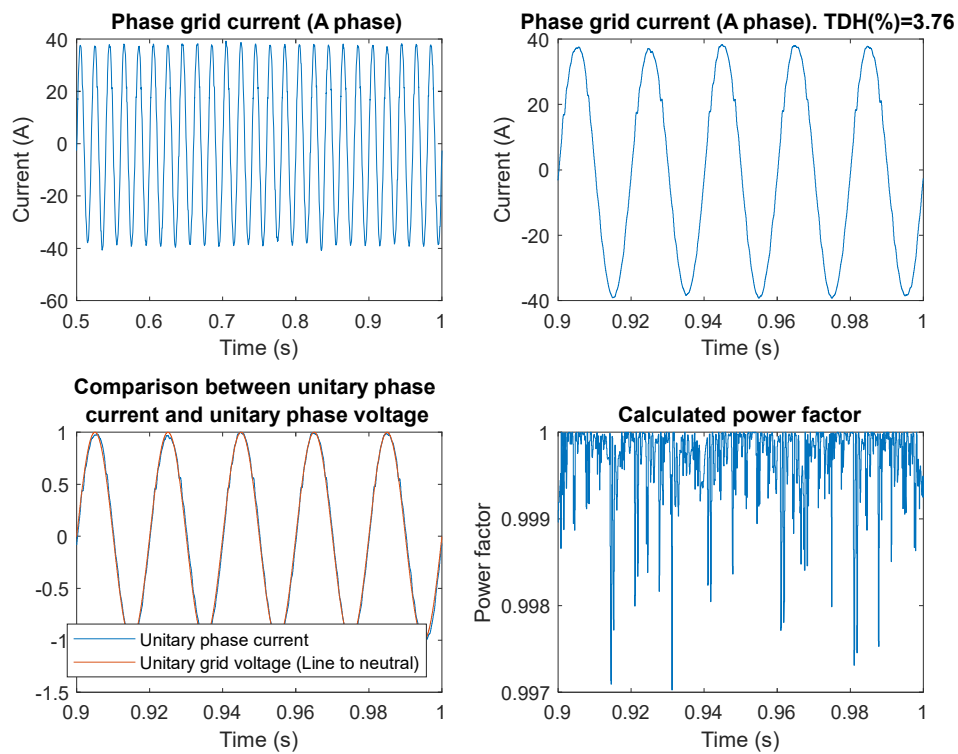 Phase grid current (A phase)
40
20
0
-20
-40
-60
Current (A)
0.5 0.6 0.7 0.8 0.9 1
Time (s)
Phase grid current (A phase). TDH(%)=3.76
40
20
0
-20
-40
Current (A)
0.9 0.92 0.94 0.96 0.98 1
Time (s)
Comparison between unitary phase
current and unitary phase voltage
1
0.5
0
-0.5
-1
-1.5
Unitary phase current
Unitary grid voltage (Line to neutral)
0.9 0.92 0.94 0.96 0.98 1
Time (s)
Calculated power factor
1
0.999
0.998
0.997
Power factor
0.9 0.92 0.94 0.96 0.98 1
Time (s)